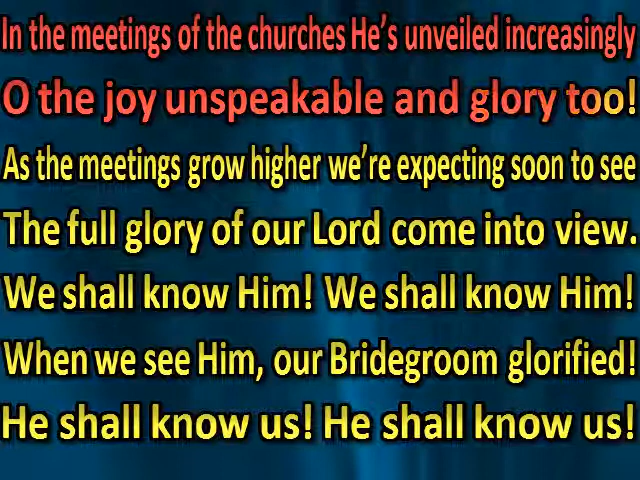 In the meetings of the churches He's unveiled increasingly
O the joy unspeakable and glory too!
As the meetings grow higher we're expecting soon to see
The full glory of our Lord come into view.
We shall know Him! We shall know Him!
When we see Him, our Bridegroom glorified!
He shall know us! He shall know us!